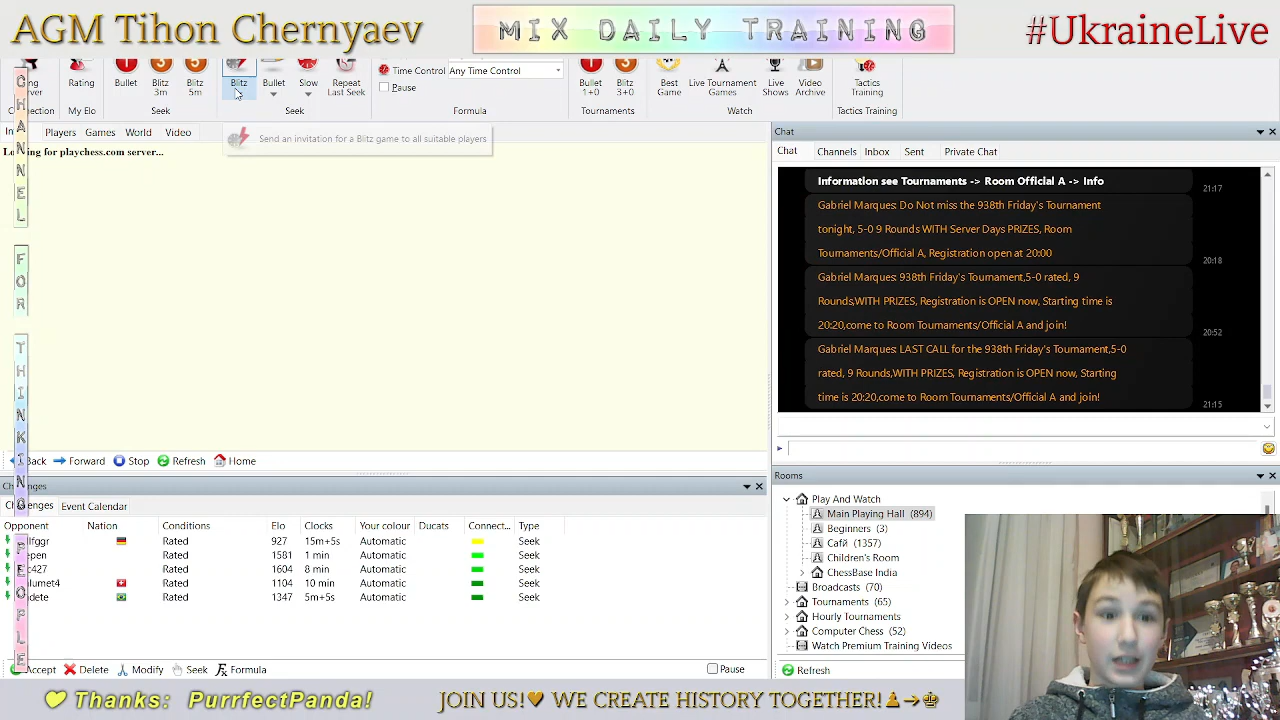 AGM Tihon Chernyaev
MIX DAILY TRAINING
#UkraineLive
CHANNEL FOR THINKING PEOPLE
Rating
Bullet
Blitz
3m
Blitz
5m
Blitz
Bullet
Slow
Repeat
Last Seek
Time Control
Any Time Control
Pause
Bullet
1+0
Blitz
3+0
Best
Game
Live Tournament
Games
Live
Shows
Video
Archive
Tactics
Training
My Elo
Seek
Seek
Formula
Tournaments
Watch
Tactics Training
Players
Games
World
Video
Send an invitation for a Blitz game to all suitable players
for playchess.com server...
Chat
Chat
Channels
Inbox
Sent
Private Chat
Information see Tournaments -> Room Official A -> Info
21:17
Gabriel Marques: Do Not miss the 938th Friday's Tournament
tonight, 5-0 9 Rounds WITH Server Days PRIZES, Room
Tournaments/Official A, Registration open at 20:00
20:18
Gabriel Marques: 938th Friday's Tournament,5-0 rated, 9
Rounds,WITH PRIZES, Registration is OPEN now, Starting time is
20:20,come to Room Tournaments/Official A and join!
20:52
Gabriel Marques: LAST CALL for the 938th Friday's Tournament,5-0
rated, 9 Rounds,WITH PRIZES, Registration is OPEN now, Starting
time is 20:20,come to Room Tournaments/Official A and join!
21:15
Back
Forward
Stop
Refresh
Home
Event Calendar
Opponent Nation Conditions Elo Clocks Your colour Ducats Connect... Type
Rated 927 15m+5s Automatic Seek
Rated 1581 1 min Automatic Seek
Rated 1604 8 min Automatic Seek
Rated 1104 10 min Automatic Seek
Rated 1347 5m+5s Automatic Seek
Accept
Delete
Modify
Seek
Formula
Pause
Rooms
Play And Watch
Main Playing Hall (894)
Beginners (3)
Café (1357)
Children's Room
ChessBase India
Broadcasts (70)
Tournaments (65)
Hourly Tournaments
Computer Chess (52)
Watch Premium Training Videos
Refresh
Thanks: PurrfectPanda!
JOIN US! WE CREATE HISTORY TOGETHER!